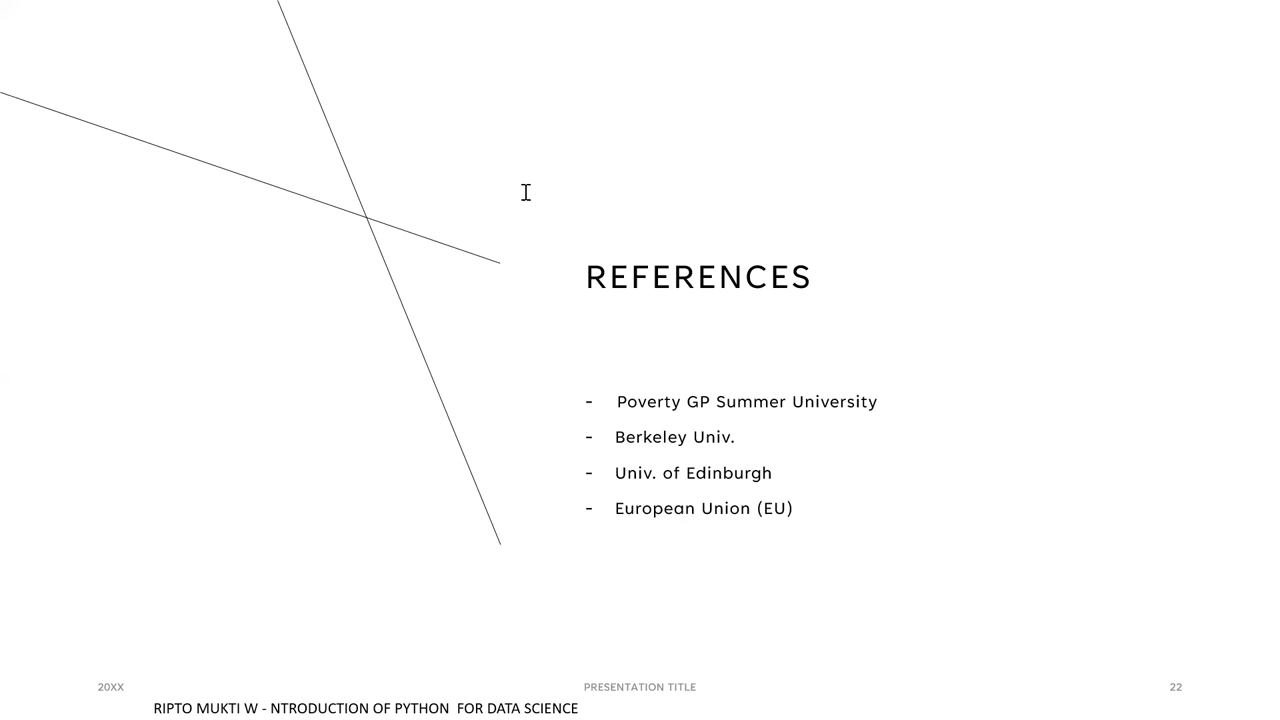 REFERENCES
- Poverty GP Summer University
- Berkeley Univ.
- Univ. of Edinburgh
- European Union (EU)
20XX
PRESENTATION TITLE
22
RIPTO MUKTI W - NTRODUCTION OF PYTHON  FOR DATA SCIENCE